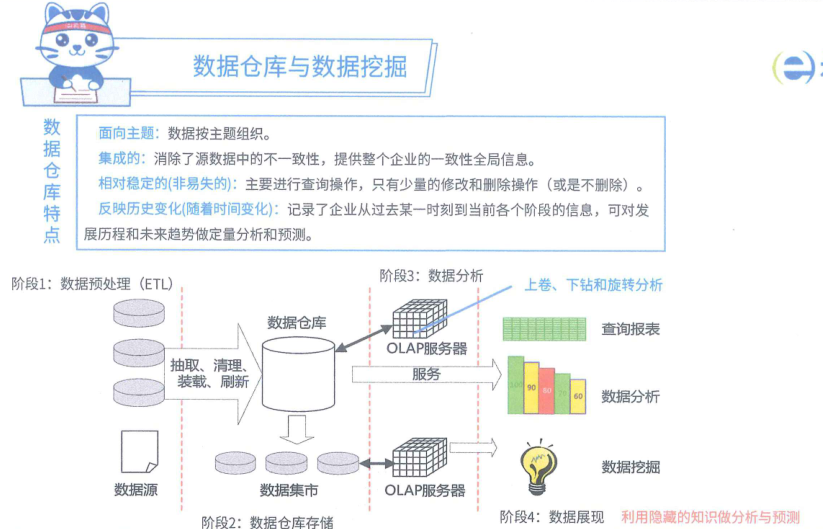 数据仓库与数据挖掘
数据仓库特点
面向主题：数据按主题组织。
集成的：消除了源数据中的不一致性，提供整个企业的一致性全局信息。
相对稳定的(非易失的)：主要进行查询操作，只有少量的修改和删除操作（或是不删除）。
反映历史变化(随着时间变化)：记录了企业从过去某一时刻到当前各个阶段的信息，可对发
展历程和未来趋势做定量分析和预测。
阶段1：数据预处理（ETL）
阶段3：数据分析
上卷、下钻和旋转分析
数据仓库
OLAP服务器
查询报表
抽取、清理、
装载、刷新
服务
90
60
数据分析
数据源
数据集市
OLAP服务器
数据挖掘
阶段2：数据仓库存储
阶段4：数据展现
利用隐藏的知识做分析与预测